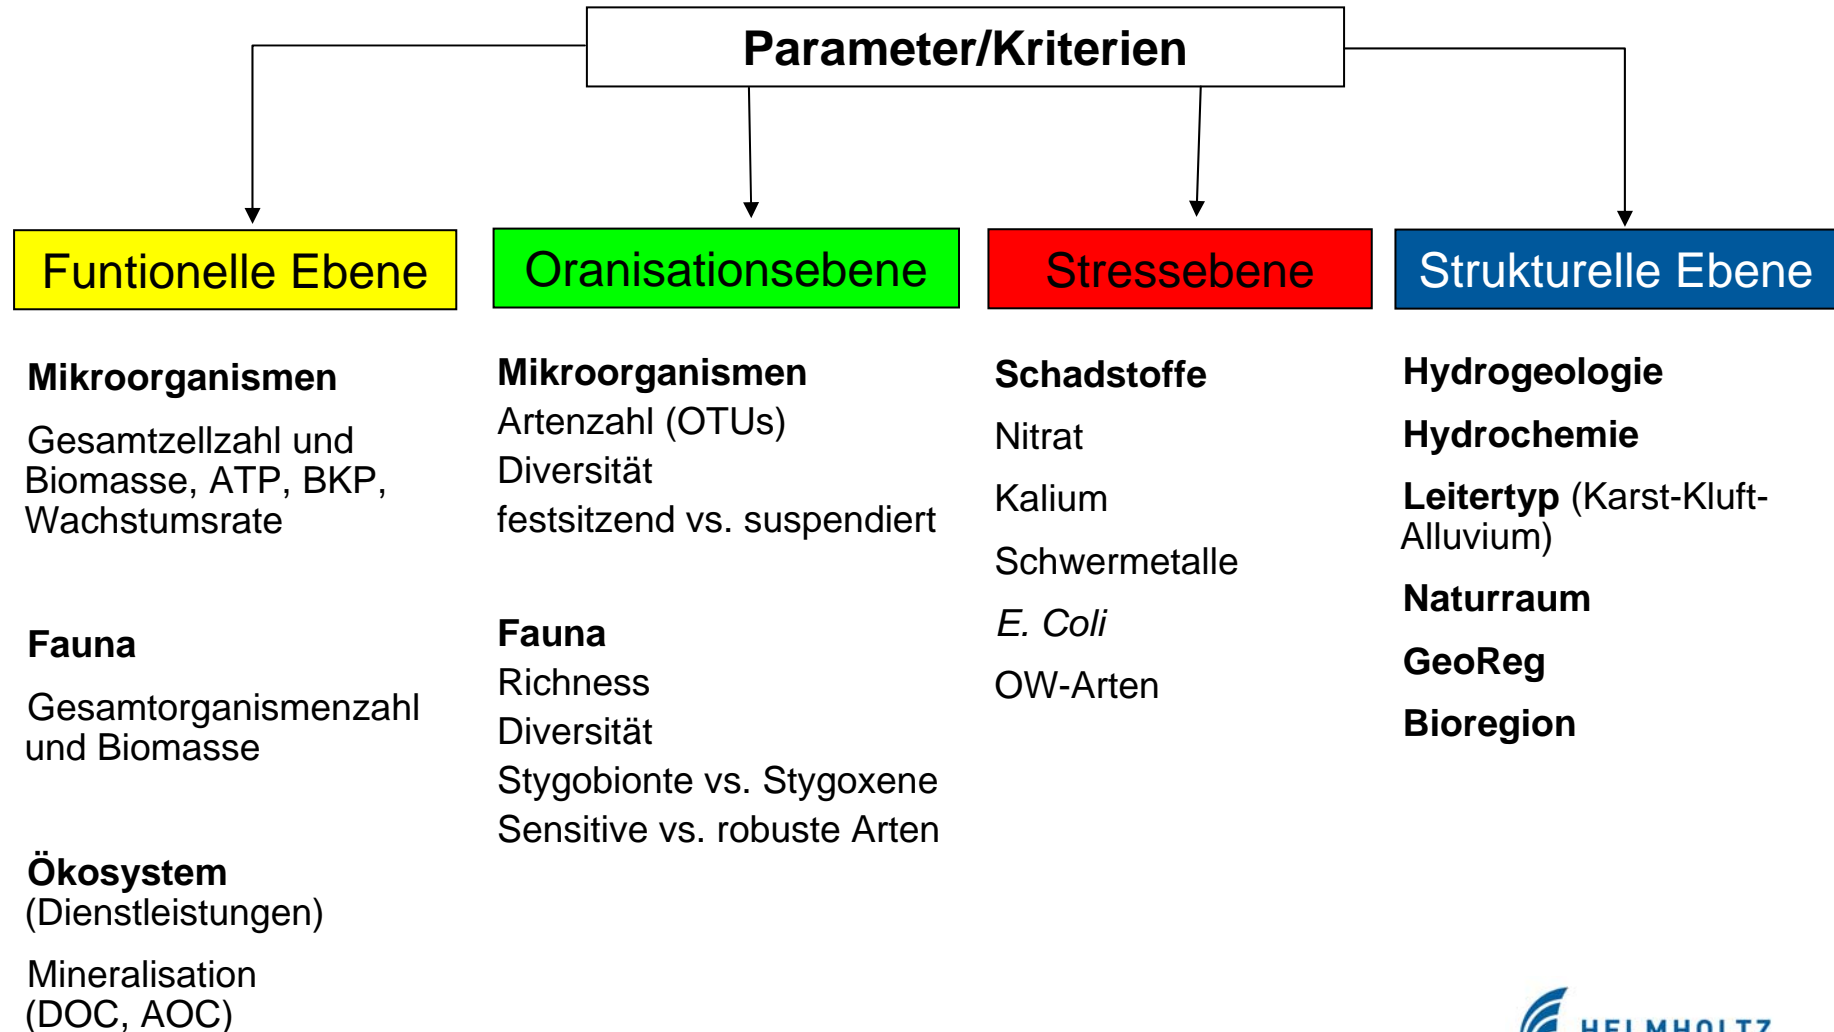 Parameter/Kriterien
Funtionelle Ebene
Mikroorganismen
Gesamtzellzahl und
Biomasse, ATP, BKP,
Wachstumsrate
Fauna
Gesamtorganismenzahl
und Biomasse
Ökosystem
(Dienstleistungen)
Mineralisation
(DOC, AOC)
Oranisationsebene
Mikroorganismen
Artenzahl (OTUs)
Diversität
festsitzend vs. suspendiert
Fauna
Richness
Diversität
Stygobionte vs. Stygoxene
Sensitive vs. robuste Arten
Stressebene
Schadstoffe
Nitrat
Kalium
Schwermetalle
E. Coli
OW-Arten
Strukturelle Ebene
Hydrogeologie
Hydrochemie
Leitertyp (Karst-Kluft-
Alluvium)
Naturraum
GeoReg
Bioregion
HELMHOLTZ